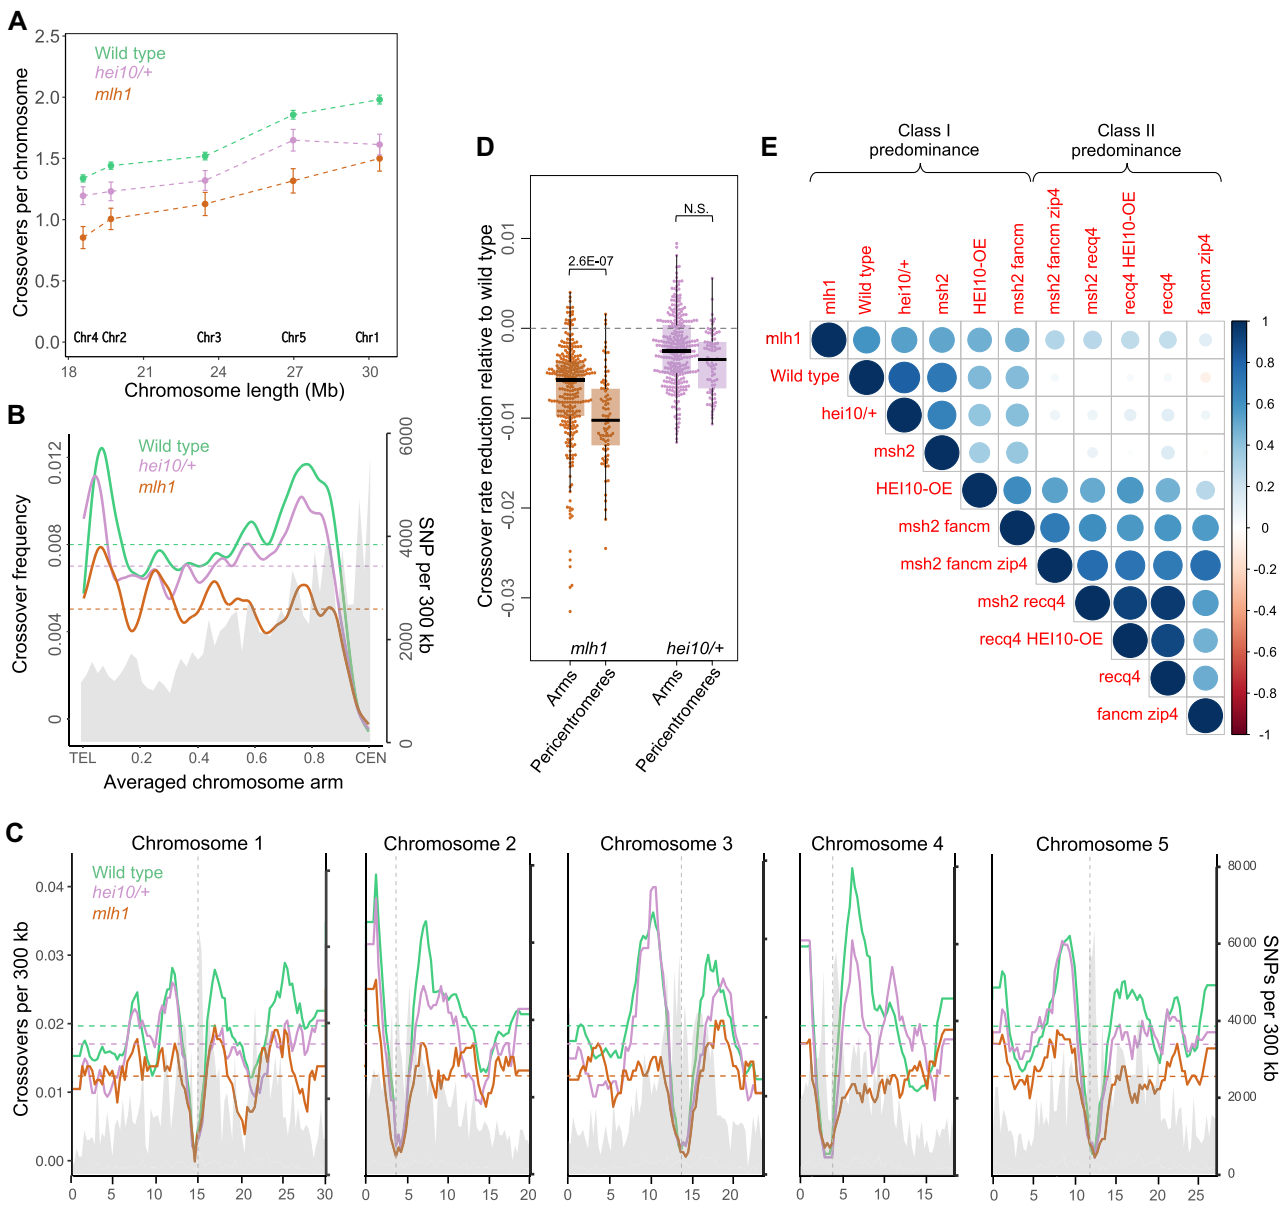 A
2.5
2.0
1.5
1.0
0.5
0.0
Crossovers per chromosome
Wild type
hei10/+
mlh1
Chr4 Chr2 Chr3 Chr5 Chr1
18 21 24 27 30
Chromosome length (Mb)
B
0.012
0.008
0.004
0
Crossover frequency
Wild type
hei10/+
mlh1
6000
4000
2000
0
SNP per 300 kb
TEL 0.2 0.4 0.6 0.8 CEN
Averaged chromosome arm
D
Crossover rate reduction relative to wild type
0.01
0.00
-0.01
-0.02
-0.03
2.6E-07
N.S.
mlh1 hei10/+
Arms
Pericentromeres
Arms
Pericentromeres
E
Class I
predominance
Class II
predominance
mlh1
Wild type
hei10/+
msh2
HEI10-OE
msh2 fancm
msh2 fancm zip4
msh2 recq4
recq4 HEI10-OE
recq4
fancm zip4
mlh1
Wild type
hei10/+
msh2
HEI10-OE
msh2 fancm
msh2 fancm zip4
msh2 recq4
recq4 HEI10-OE
recq4
fancm zip4
1
0.8
0.6
0.4
0.2
0
-0.2
-0.4
-0.6
-0.8
-1
C
Chromosome 1
Chromosome 2
Chromosome 3
Chromosome 4
Chromosome 5
Wild type
hei10/+
mlh1
Crossovers per 300 kb
0.04
0.03
0.02
0.01
0.00
8000
6000
4000
2000
0
SNPs per 300 kb
0 5 10 15 20 25 30
0 5 10 15 20
0 5 10 15 20
0 5 10 15
0 5 10 15 20 25